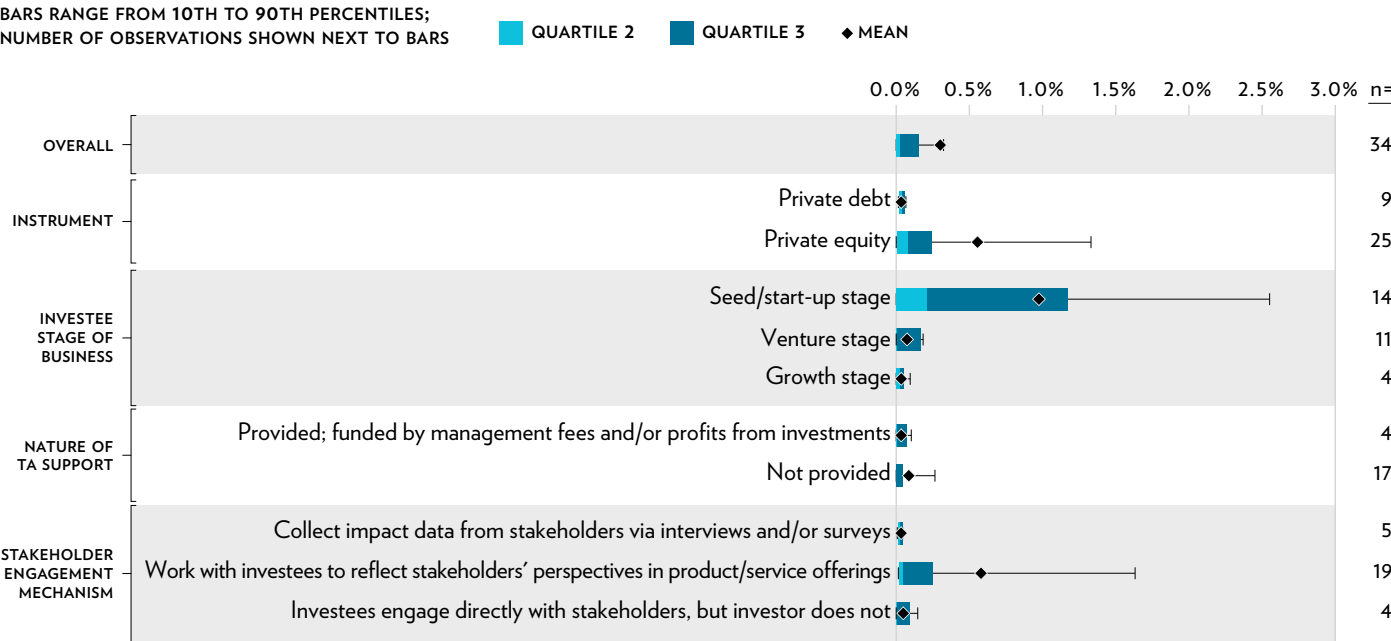 BARS RANGE FROM 10TH TO 90TH PERCENTILES;
NUMBER OF OBSERVATIONS SHOWN NEXT TO BARS
QUARTILE 2 QUARTILE 3 MEAN
0.0% 0.5% 1.0% 1.5% 2.0% 2.5% 3.0% n=
OVERALL 34
INSTRUMENT
Private debt 9
Private equity 25
INVESTEE
STAGE OF
BUSINESS
Seed/start-up stage 14
Venture stage 11
Growth stage 4
NATURE OF
TA SUPPORT
Provided; funded by management fees and/or profits from investments 4
Not provided 17
STAKEHOLDER
ENGAGEMENT
MECHANISM
Collect impact data from stakeholders via interviews and/or surveys 5
Work with investees to reflect stakeholders' perspectives in product/service offerings 19
Investees engage directly with stakeholders, but investor does not 4